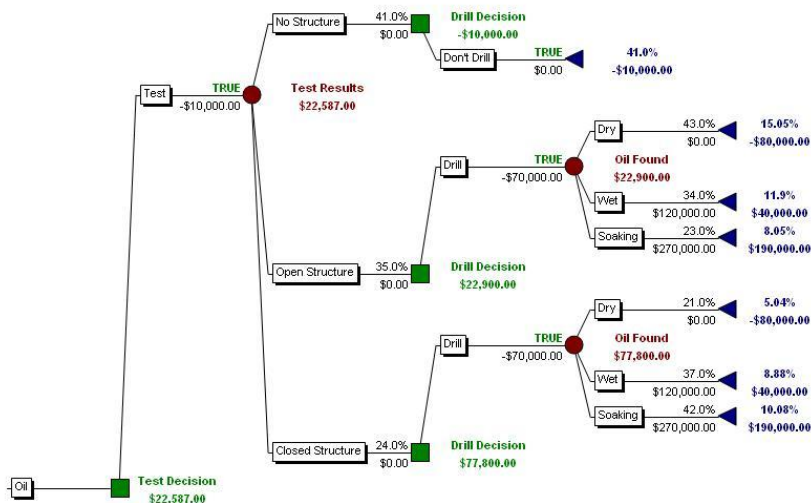 No Structure
41.0%
$0.00
Drill Decision
-$10,000.00
Don't Drill
TRUE
$0.00
41.0%
-$10,000.00
Test
TRUE
-$10,000.00
Test Results
$22,587.00
Dry
43.0%
$0.00
15.05%
-$80,000.00
Drill
TRUE
-$70,000.00
Oil Found
$22,900.00
Wet
34.0%
$120,000.00
11.9%
$40,000.00
Soaking
23.0%
$270,000.00
8.05%
$190,000.00
Open Structure
35.0%
$0.00
Drill Decision
$22,900.00
Dry
21.0%
$0.00
5.04%
-$80,000.00
Drill
TRUE
-$70,000.00
Oil Found
$77,800.00
Wet
37.0%
$120,000.00
8.88%
$40,000.00
Soaking
42.0%
$270,000.00
10.08%
$190,000.00
Closed Structure
24.0%
$0.00
Drill Decision
$77,800.00
Oil
Test Decision
$22,587.00